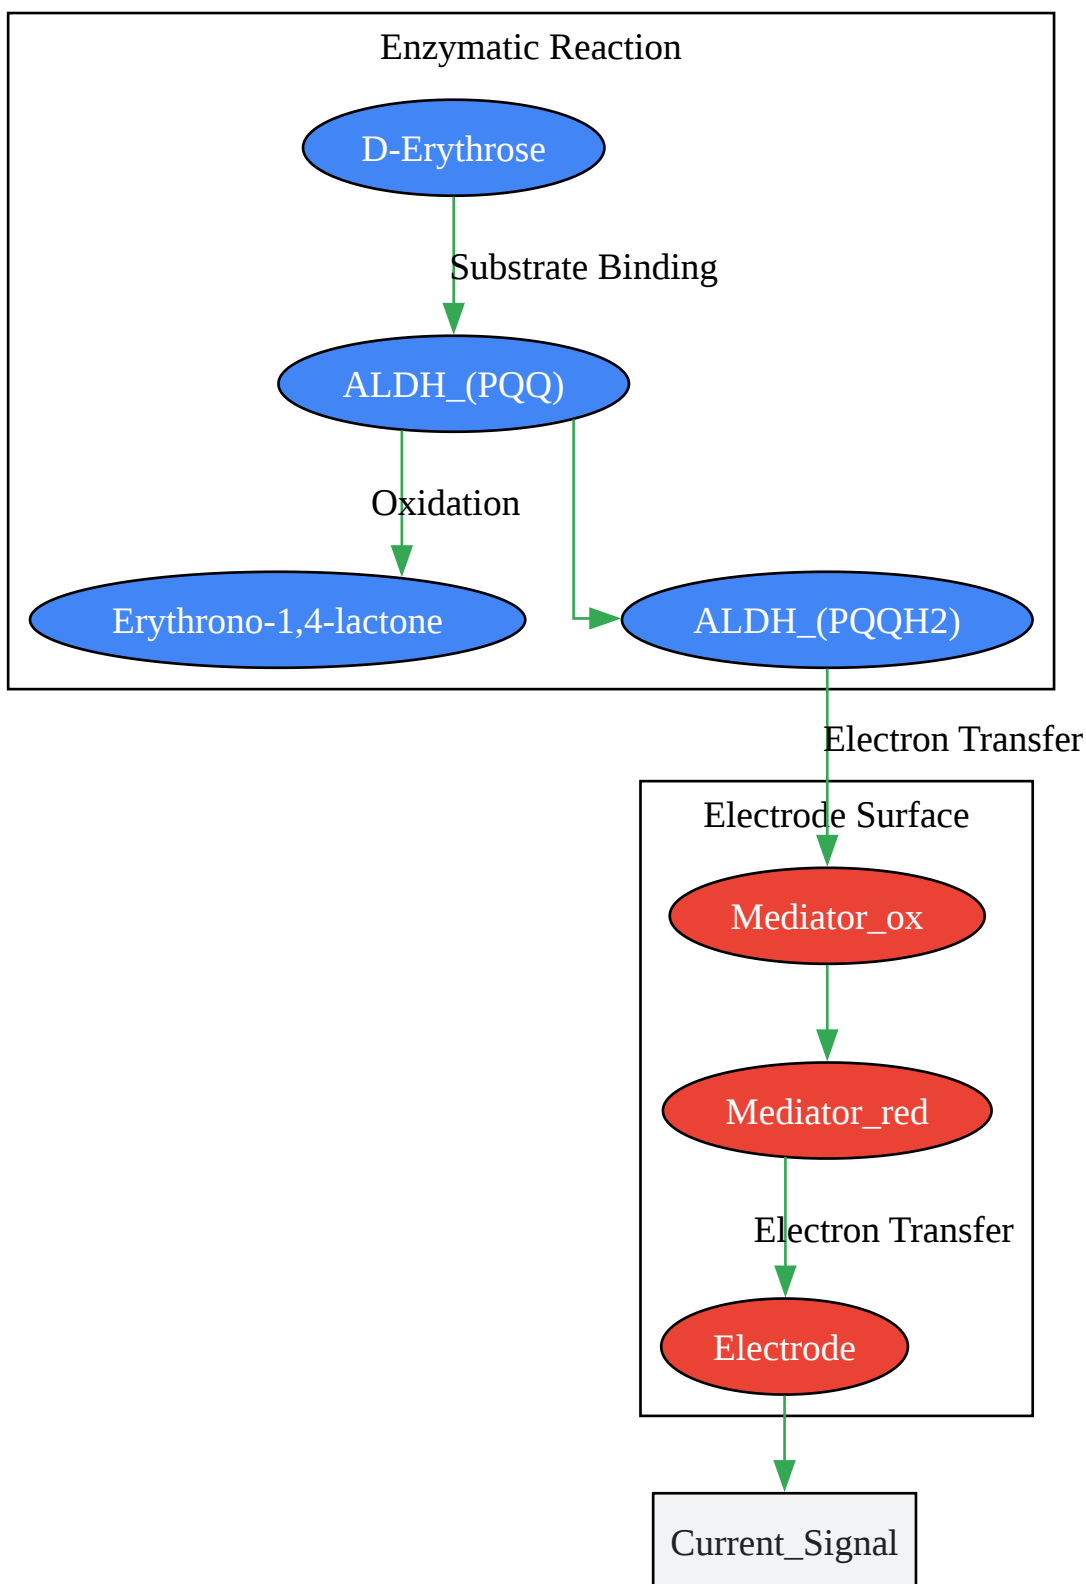 Enzymatic Reaction
D-Erythrose
Substrate Binding
ALDH_(PQQ)
Oxidation
Erythrono-1,4-lactone
ALDH_(PQQH2)
Electron Transfer
Electrode Surface
Mediator_ox
Mediator_red
Electron Transfer
Electrode
Current_Signal